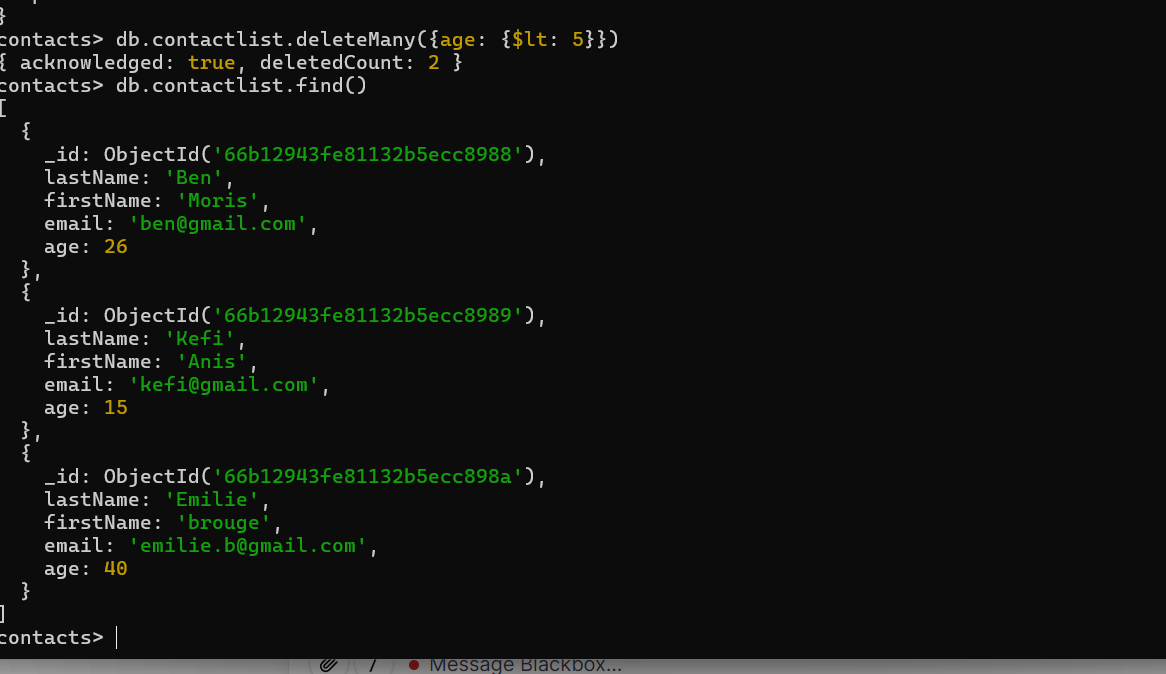 }
contacts> db.contactlist.deleteMany({age: {$lt: 5}})
{ acknowledged: true, deletedCount: 2 }
contacts> db.contactlist.find()
[
  {
    _id: ObjectId('66b12943fe81132b5ecc8988'),
    lastName: 'Ben',
    firstName: 'Moris',
    email: 'ben@gmail.com',
    age: 26
  },
  {
    _id: ObjectId('66b12943fe81132b5ecc8989'),
    lastName: 'Kefi',
    firstName: 'Anis',
    email: 'kefi@gmail.com',
    age: 15
  },
  {
    _id: ObjectId('66b12943fe81132b5ecc898a'),
    lastName: 'Emilie',
    firstName: 'brouge',
    email: 'emilie.b@gmail.com',
    age: 40
  }
]
contacts>
/ Message Blackbox...